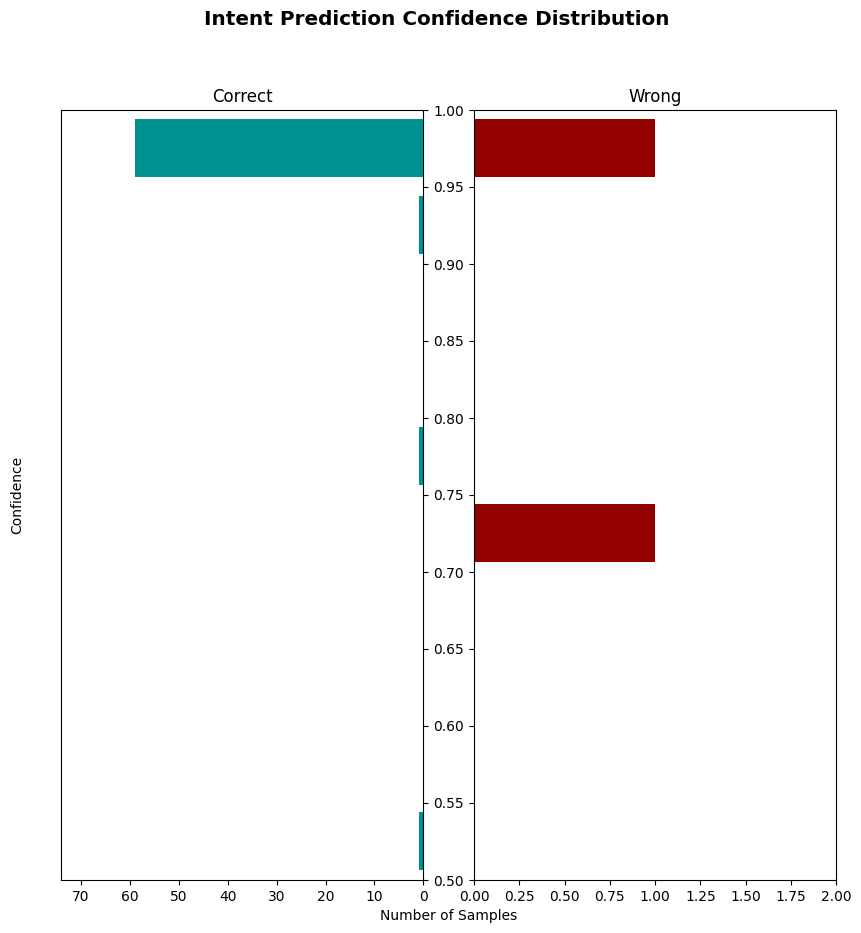 Intent Prediction Confidence Distribution
Correct
Wrong
1.00
0.95
0.90
0.85
0.80
0.75
0.70
0.65
0.60
0.55
0.50
Confidence
70 60 50 40 30 20 10 0
0.00 0.25 0.50 0.75 1.00 1.25 1.50 1.75 2.00
Number of Samples